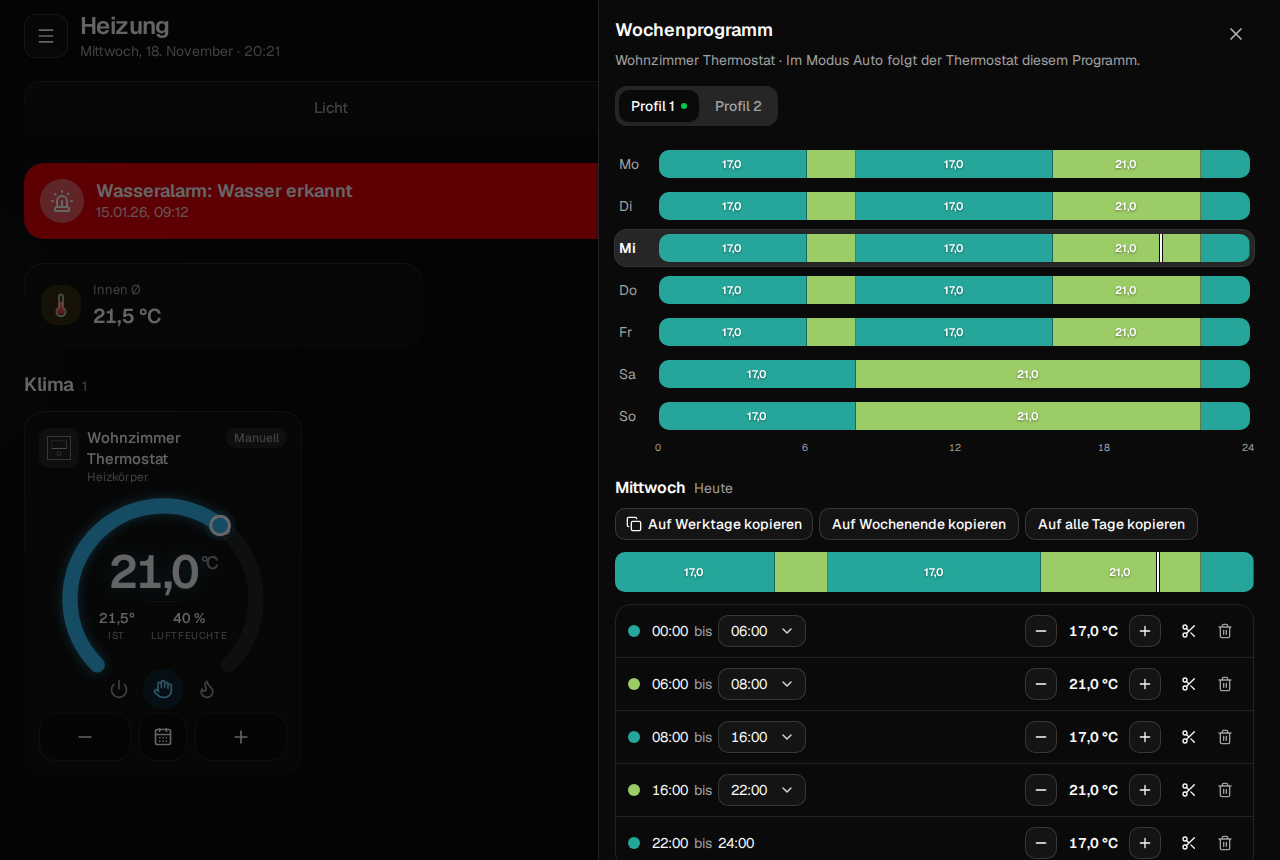 Heizung
Mittwoch, 18. November · 20:21
Licht
Wasseralarm: Wasser erkannt
15.01.26, 09:12
Innen Ø
21,5 °C
Klima 1
Wohnzimmer Thermostat
Manuell
Heizkörper
21,0 °C
21,5° 40 %
IST LUFTFEUCHTE
Wochenprogramm
Wohnzimmer Thermostat · Im Modus Auto folgt der Thermostat diesem Programm.
Profil 1 Profil 2
Mo 17,0 17,0 21,0
Di 17,0 17,0 21,0
Mi 17,0 17,0 21,0
Do 17,0 17,0 21,0
Fr 17,0 17,0 21,0
Sa 17,0 21,0
So 17,0 21,0
0 6 12 18 24
Mittwoch Heute
Auf Werktage kopieren Auf Wochenende kopieren Auf alle Tage kopieren
17,0 17,0 21,0
00:00 bis 06:00 17,0 °C
06:00 bis 08:00 21,0 °C
08:00 bis 16:00 17,0 °C
16:00 bis 22:00 21,0 °C
22:00 bis 24:00 17,0 °C